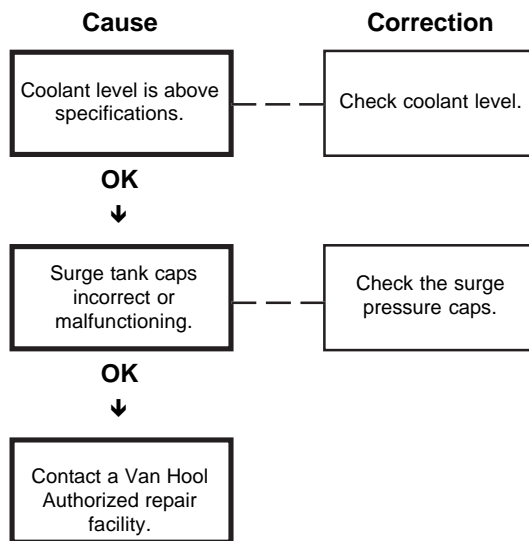 Cause
Correction
Coolant level is above
specifications.
Check coolant level.
OK
Surge tank caps
incorrect or
malfunctioning.
Check the surge
pressure caps.
OK
Contact a Van Hool
Authorized repair
facility.